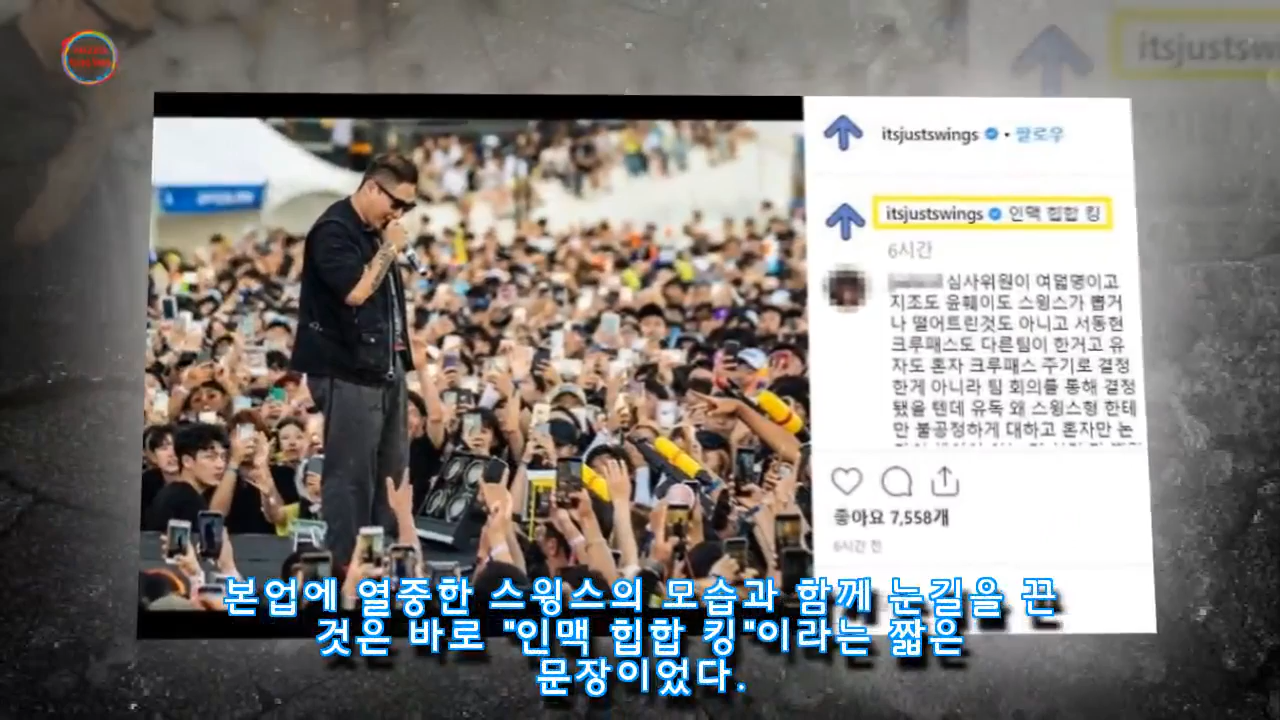 itsjustsw
itsjustswings • 팔로우
itsjustswings 인맥 힙합 킹
6시간
심사위원이 여덟명이고
지조도 윤훼이도 스윙스가 뽑거
나 떨어트린것도 아니고 서동현
크루패스도 다른팀이 한거고 유
자도 혼자 크루패스 주기로 결정
한게 아니라 팀 회의를 통해 결정
됐을 텐데 유독 왜 스윙스형 한테
만 불공정하게 대하고 혼자만 논
좋아요 7,558개
6시간 전
본업에 열중한 스윙스의 모습과 함께 눈길을 끈
것은 바로 "인맥 힙합 킹"이라는 짧은
문장이었다.